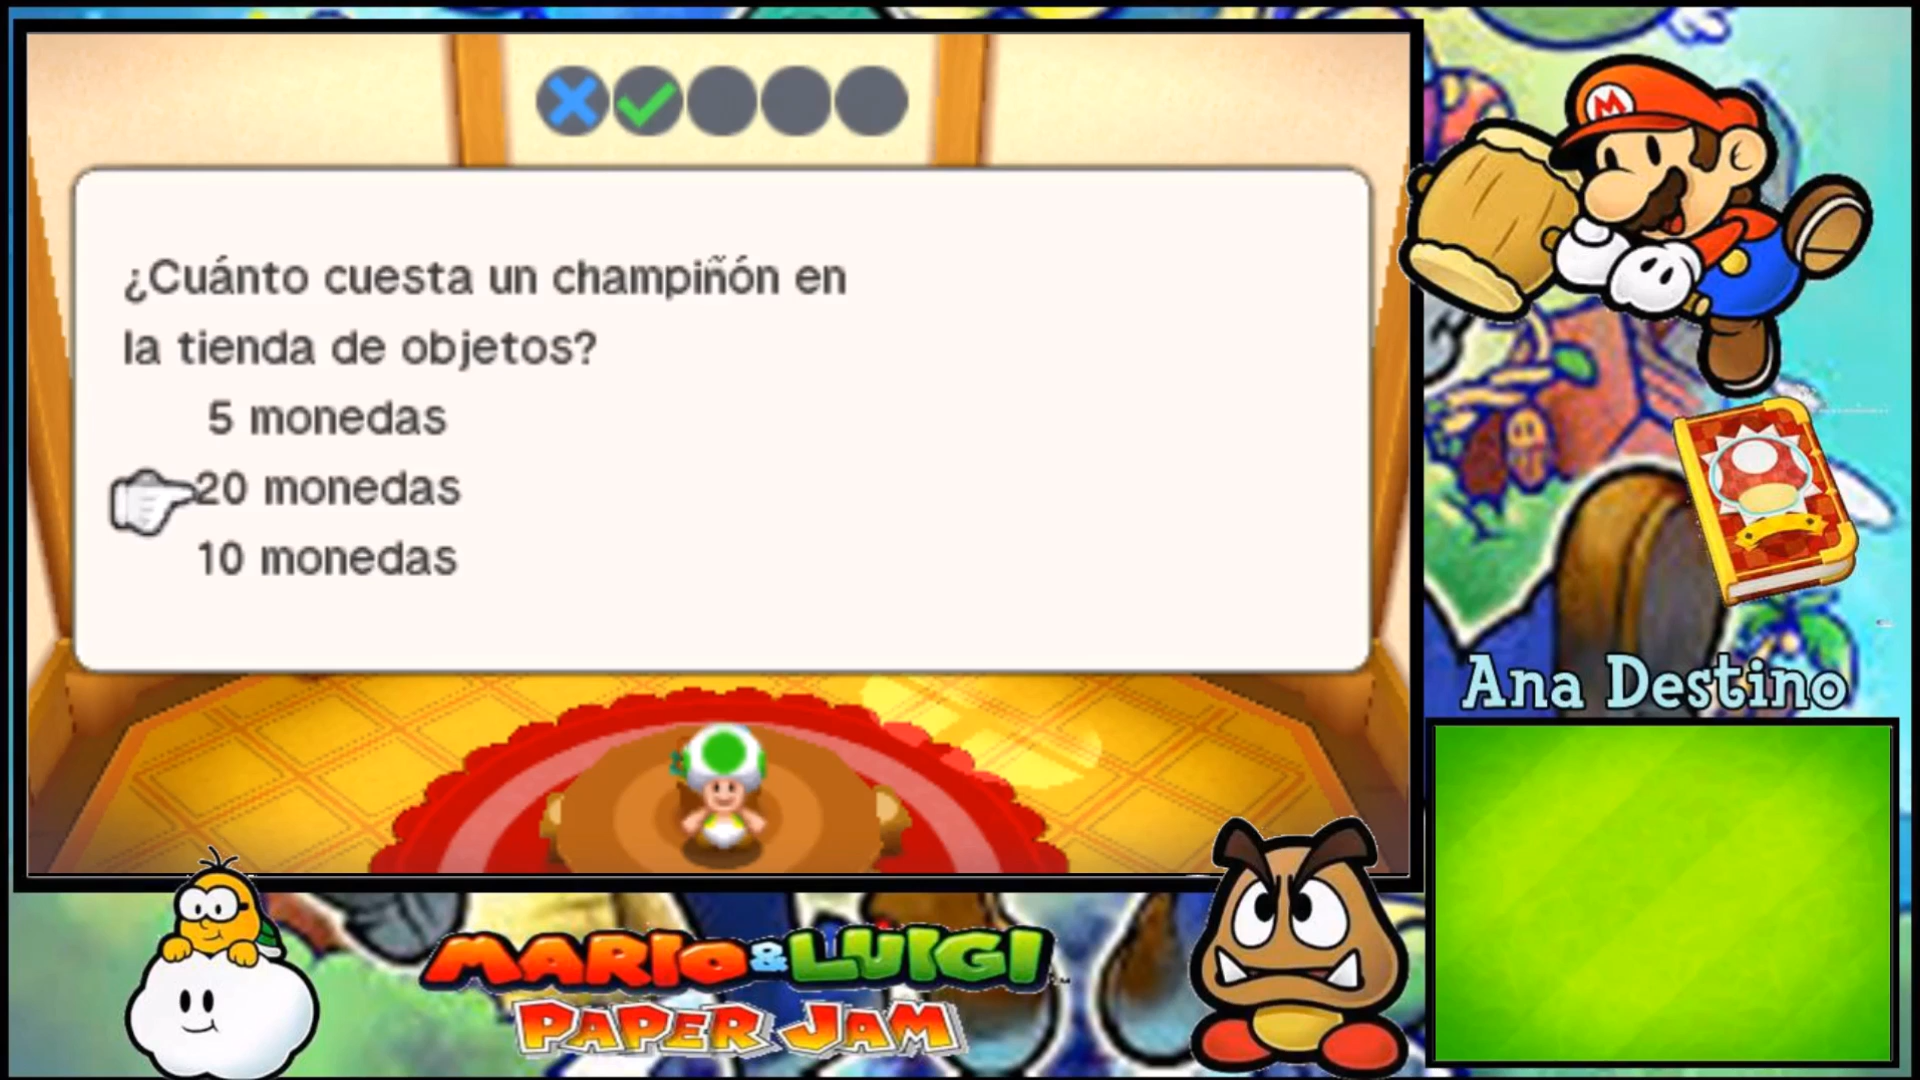 ¿Cuánto cuesta un champiñón en
la tienda de objetos?
5 monedas
20 monedas
10 monedas
M
Ana Destino
MARIO & LUIGI™
PAPER JAM